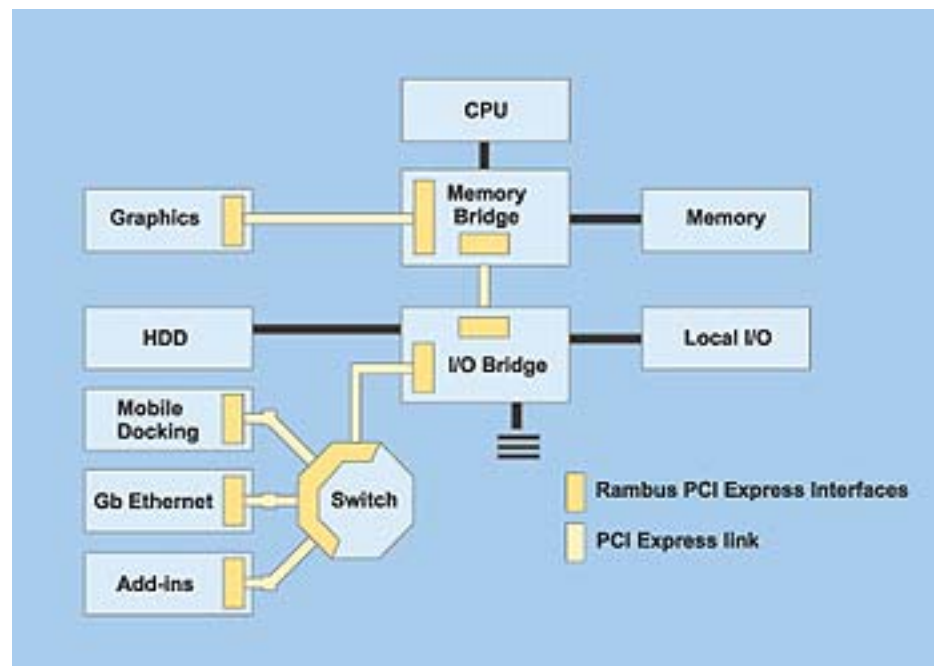 CPU
Graphics
Memory
Bridge
Memory
HDD
I/O Bridge
Local I/O
Mobile
Docking
Gb Ethernet
Switch
Add-ins
Rambus PCI Express Interfaces
PCI Express link